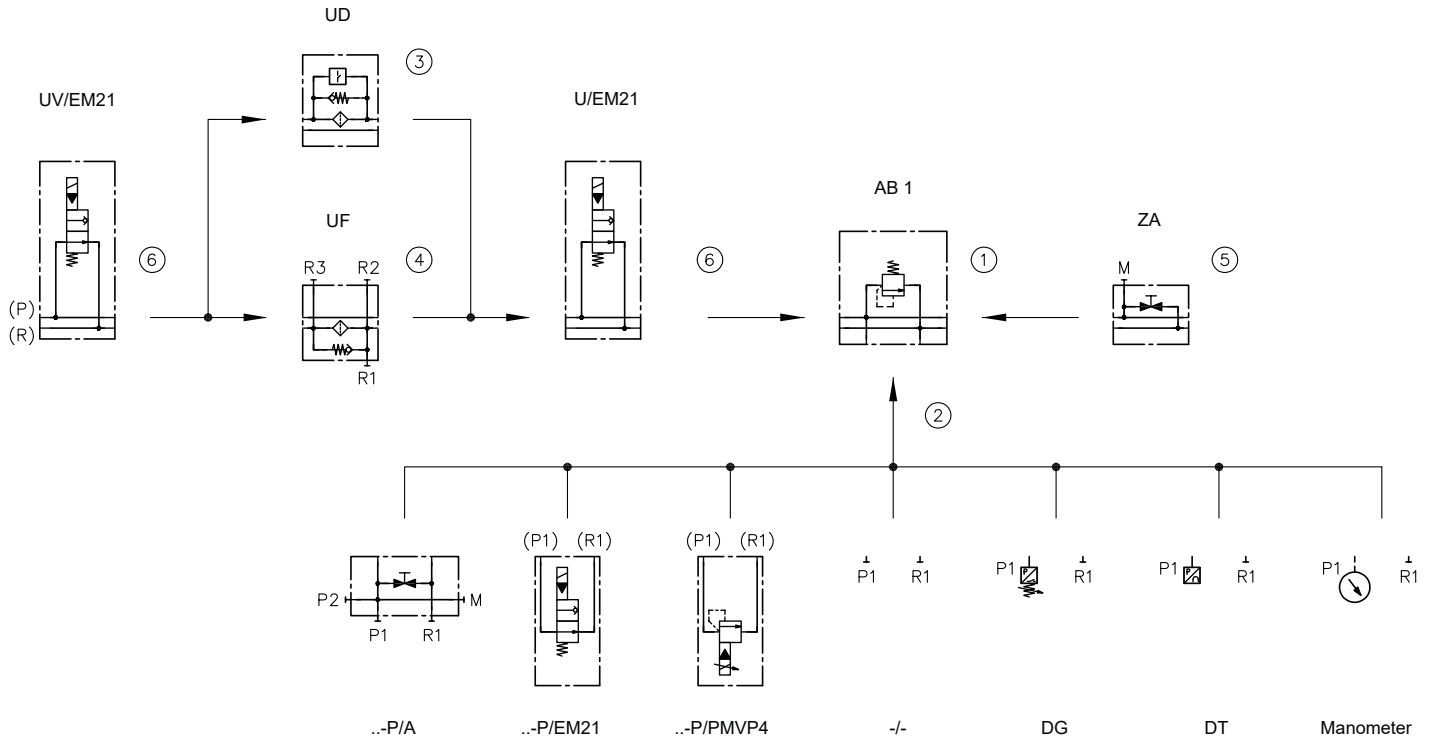 UD
3
UV/EM21
U/EM21
AB 1
UF
ZA
6
R3 R2
4
6
1
M
5
(P)
(R)
R1
2
(P1) (R1)
(P1) (R1)
P2
M
P1 R1
P1 R1
P1 R1
P
P1 R1
P
P1 R1
..-P/A
..-P/EM21
..-P/PMVP4
-/-
DG
DT
Manometer